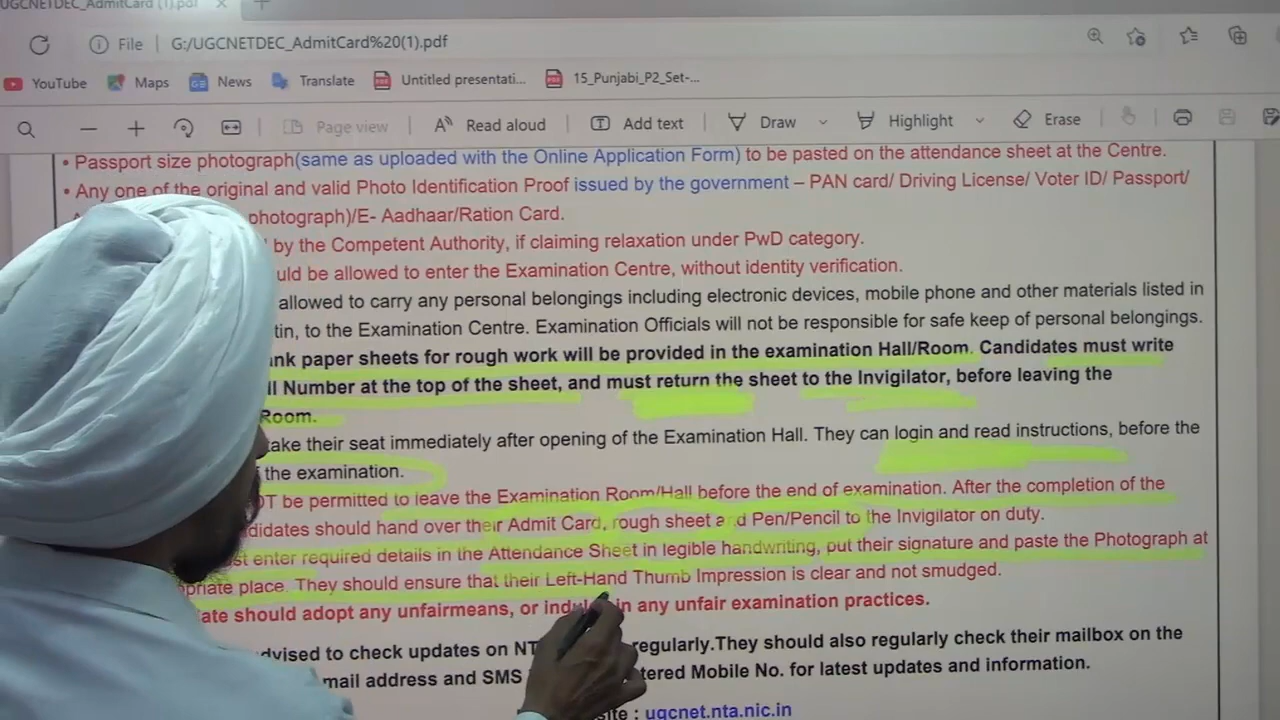 UGCNETDEC_AdmitCard (1).pdf
File G:/UGCNETDEC_AdmitCard%20(1).pdf
YouTube Maps News Translate Untitled presentati... 15_Punjabi_P2_Set-...
Page view Read aloud Add text Draw Highlight Erase
• Passport size photograph(same as uploaded with the Online Application Form) to be pasted on the attendance sheet at the Centre.
• Any one of the original and valid Photo Identification Proof issued by the government – PAN card/ Driving License/ Voter ID/ Passport/
photograph)/E- Aadhaar/Ration Card.
by the Competent Authority, if claiming relaxation under PwD category.
be allowed to enter the Examination Centre, without identity verification.
allowed to carry any personal belongings including electronic devices, mobile phone and other materials listed in
to the Examination Centre. Examination Officials will not be responsible for safe keep of personal belongings.
paper sheets for rough work will be provided in the examination Hall/Room. Candidates must write
Number at the top of the sheet, and must return the sheet to the Invigilator, before leaving the
Room.
take their seat immediately after opening of the Examination Hall. They can login and read instructions, before the
the examination.
be permitted to leave the Examination Room/Hall before the end of examination. After the completion of the
should hand over their Admit Card, rough sheet and Pen/Pencil to the Invigilator on duty.
enter required details in the Attendance Sheet in legible handwriting, put their signature and paste the Photograph at
place. They should ensure that their Left-Hand Thumb Impression is clear and not smudged.
should adopt any unfairmeans, or in any unfair examination practices.
to check updates on regularly.They should also regularly check their mailbox on the
address and SMS Mobile No. for latest updates and information.
: ugcnet.nta.nic.in